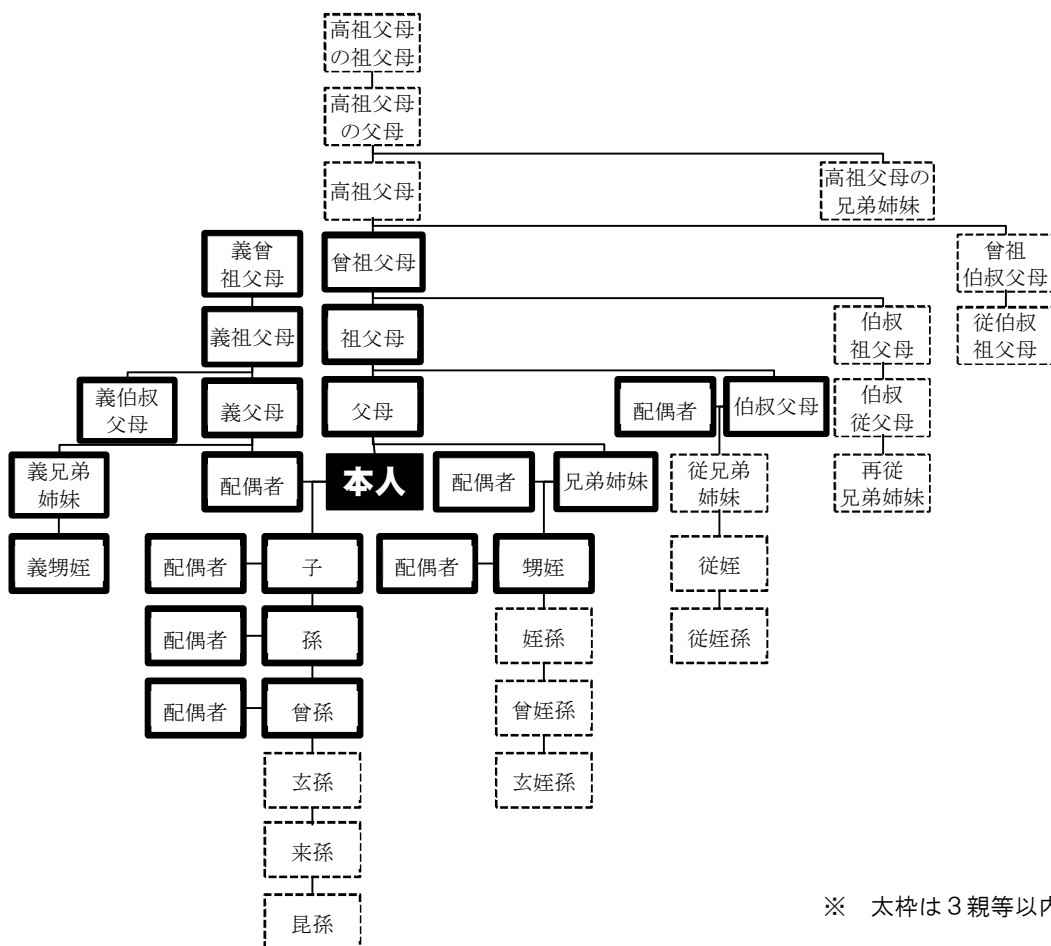 高祖父母
の祖父母
高祖父母
の父母
高祖父母
高祖父母の
兄弟姉妹
義曾
祖父母
曾祖父母
曾祖
伯叔父母
義祖父母
祖父母
伯叔
祖父母
従伯叔
祖父母
義伯叔
父母
義父母
父母
配偶者
伯叔父母
伯叔
従父母
義兄弟
姉妹
配偶者
本人
配偶者
兄弟姉妹
従兄弟
姉妹
再従
兄弟姉妹
義甥姪
配偶者
子
配偶者
甥姪
従姪
配偶者
孫
姪孫
従姪孫
配偶者
曾孫
曾姪孫
玄孫
玄姪孫
来孫
昆孫
※ 太枠は3親等以内